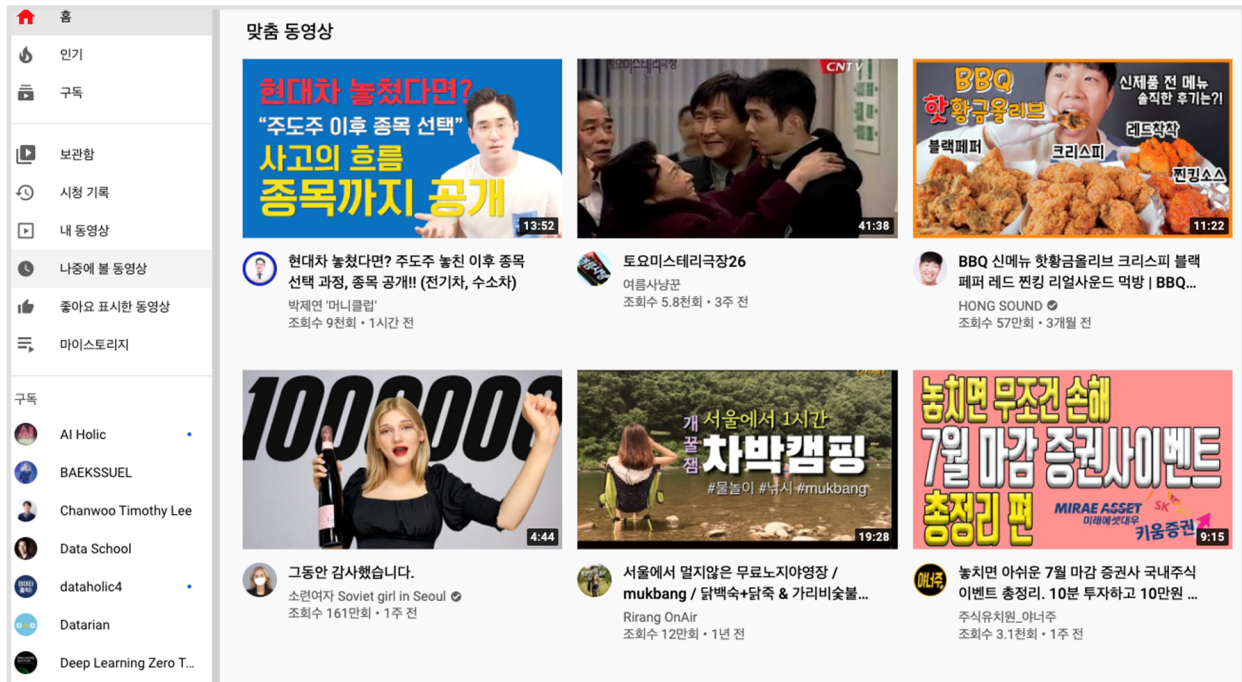 홈
인기
구독
보관함
시청 기록
내 동영상
나중에 볼 동영상
좋아요 표시한 동영상
마이스토리지
구독
AI Holic
BAEKSSUEL
Chanwoo Timothy Lee
Data School
dataholic4
Datarian
Deep Learning Zero T...
맞춤 동영상
현대차 놓쳤다면?
“주도주 이후 종목 선택”
사고의 흐름
종목까지 공개
13:52
현대차 놓쳤다면? 주도주 놓친 이후 종목
선택 과정, 종목 공개!! (전기차, 수소차)
박제연 '머니클럽'
조회수 9천회 • 1시간 전
토요미스테리극장
CNTV
41:38
토요미스테리극장26
여름사냥꾼
조회수 5.8천회 • 3주 전
BBQ
핫황금올리브
신제품 전 메뉴
솔직한 후기는?!
블랙페퍼
크리스피
레드착착
찐킹소스
11:22
BBQ 신메뉴 핫황금올리브 크리스피 블랙
페퍼 레드 찐킹 리얼사운드 먹방 | BBQ...
HONG SOUND
조회수 57만회 • 3개월 전
1000000
4:44
그동안 감사했습니다.
소련여자 Soviet girl in Seoul
조회수 161만회 • 1주 전
개꿀잼
서울에서 1시간
차박캠핑
#물놀이 #낚시 #mukbang
19:28
서울에서 멀지않은 무료노지야영장 /
mukbang / 닭백숙+닭죽 & 가리비숯불...
Rirang OnAir
조회수 12만회 • 1년 전
놓치면 무조건 손해
7월 마감 증권사이벤트
총정리 편
MIRAE ASSET
미래에셋대우
SK
키움증권
9:15
야너주
놓치면 아쉬운 7월 마감 증권사 국내주식
이벤트 총정리. 10분 투자하고 10만원 ...
주식유치원_야너주
조회수 3.1천회 • 1주 전